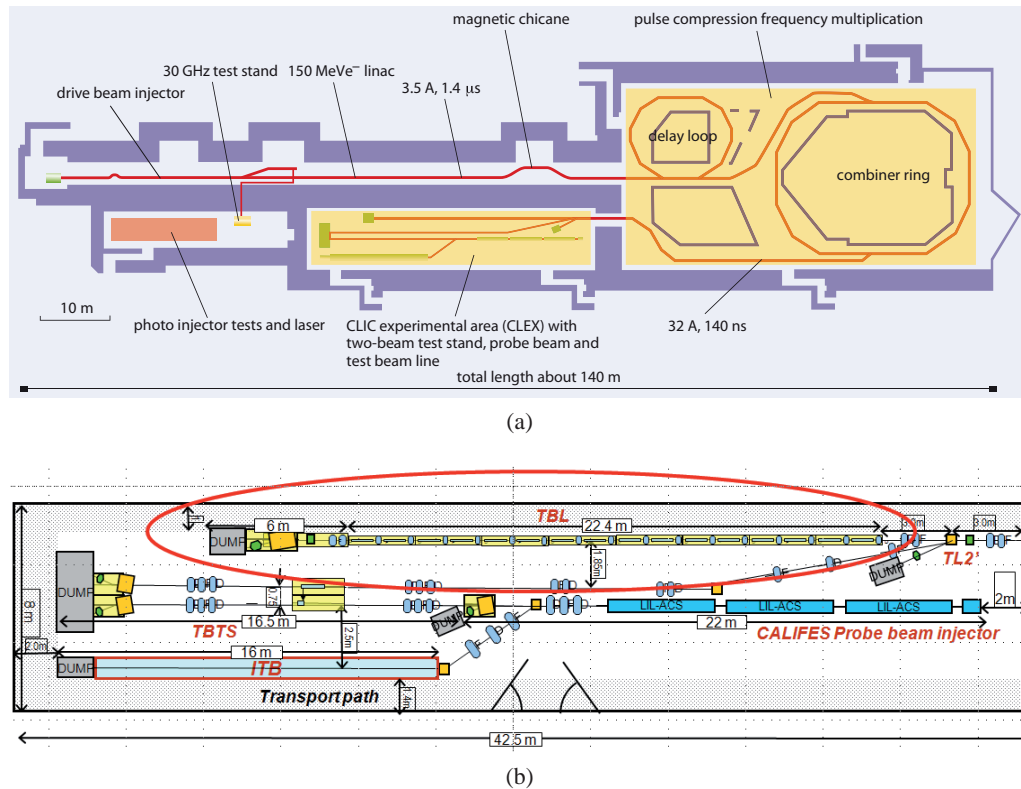 magnetic chicane
pulse compression frequency multiplication
30 GHz test stand
150 MeVe⁻ linac
3.5 A, 1.4 μs
drive beam injector
delay loop
combiner ring
10 m
photo injector tests and laser
CLIC experimental area (CLEX) with
two-beam test stand, probe beam and
test beam line
32 A, 140 ns
total length about 140 m
(a)
TBL
6 m
22.4 m
3.0m
3.0m
DUMP
TL2'
1.85m
DUMP
DUMP
0.75
8 m
LIL-ACS
LIL-ACS
LIL-ACS
2m
DUMP
TBTS
16.5 m
22 m
CALIFES Probe beam injector
2.5m
2.0m
16 m
DUMP
ITB
Transport path
1.4m
42.5 m
(b)